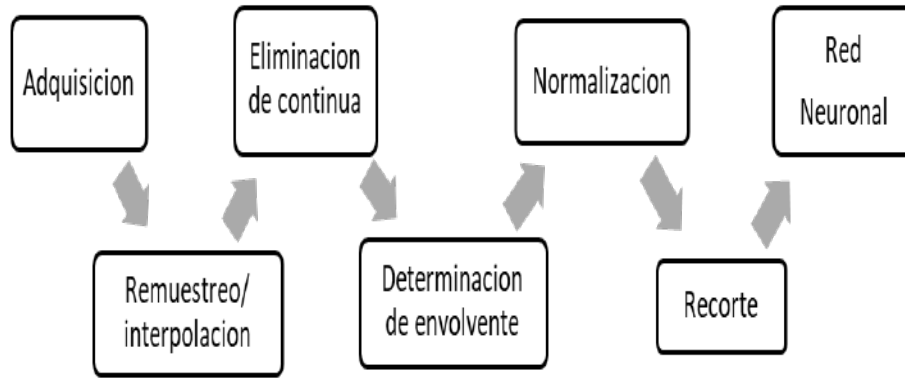 Adquisicion
Remuestreo/
interpolacion
Eliminacion
de continua
Determinacion
de envolvente
Normalizacion
Recorte
Red
Neuronal